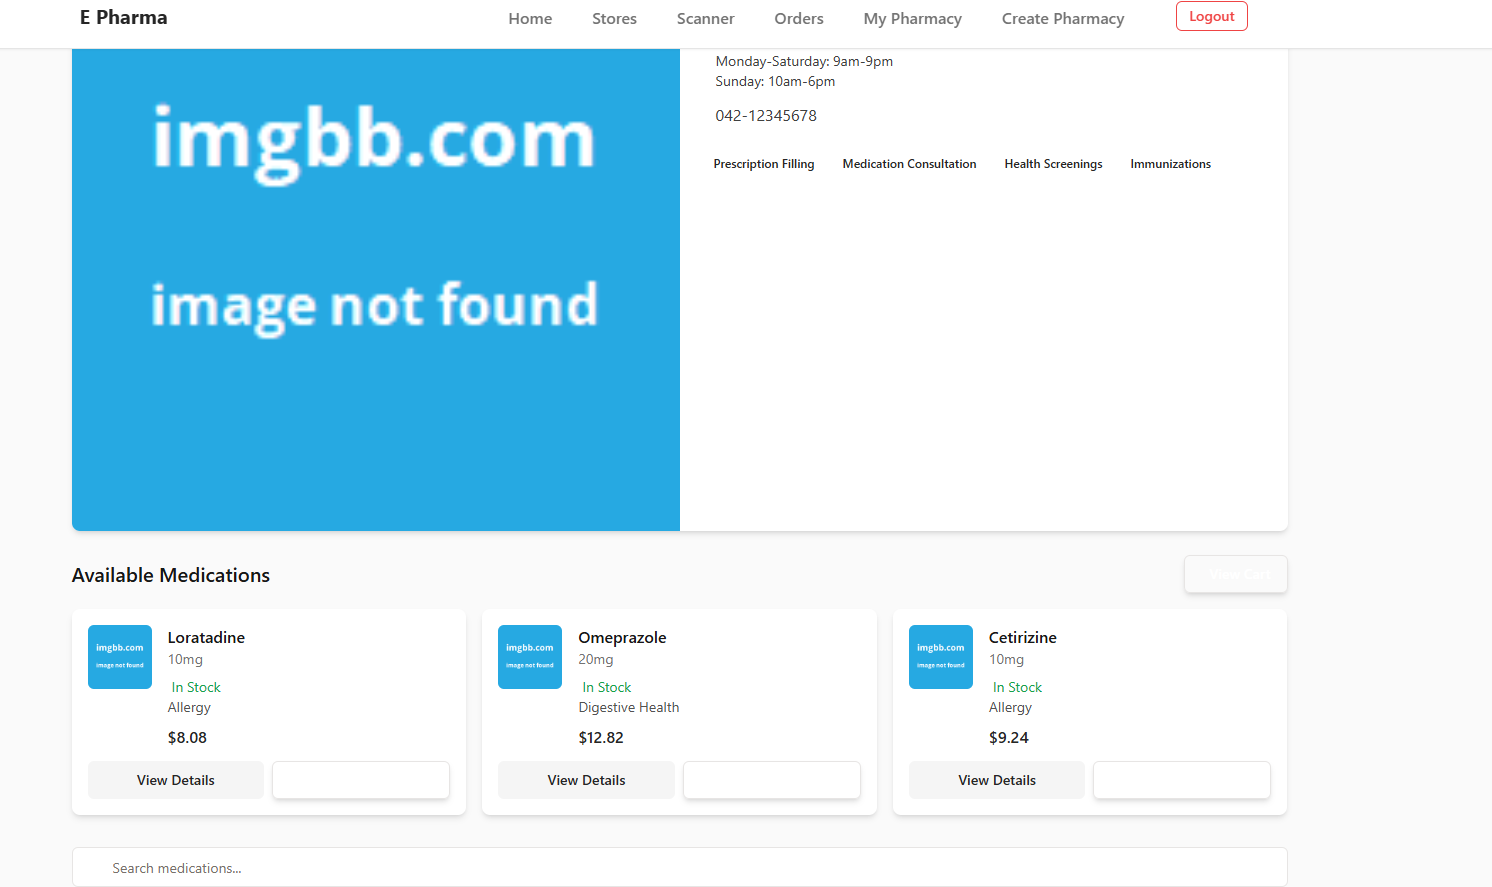 E Pharma
Home Stores Scanner Orders My Pharmacy Create Pharmacy Logout
imgbb.com
image not found
Monday-Saturday: 9am-9pm
Sunday: 10am-6pm
042-12345678
Prescription Filling Medication Consultation Health Screenings Immunizations
Available Medications
View Cart
imgbb.com
image not found
Loratadine
10mg
In Stock
Allergy
$8.08
View Details
imgbb.com
image not found
Omeprazole
20mg
In Stock
Digestive Health
$12.82
View Details
imgbb.com
image not found
Cetirizine
10mg
In Stock
Allergy
$9.24
View Details
Search medications...